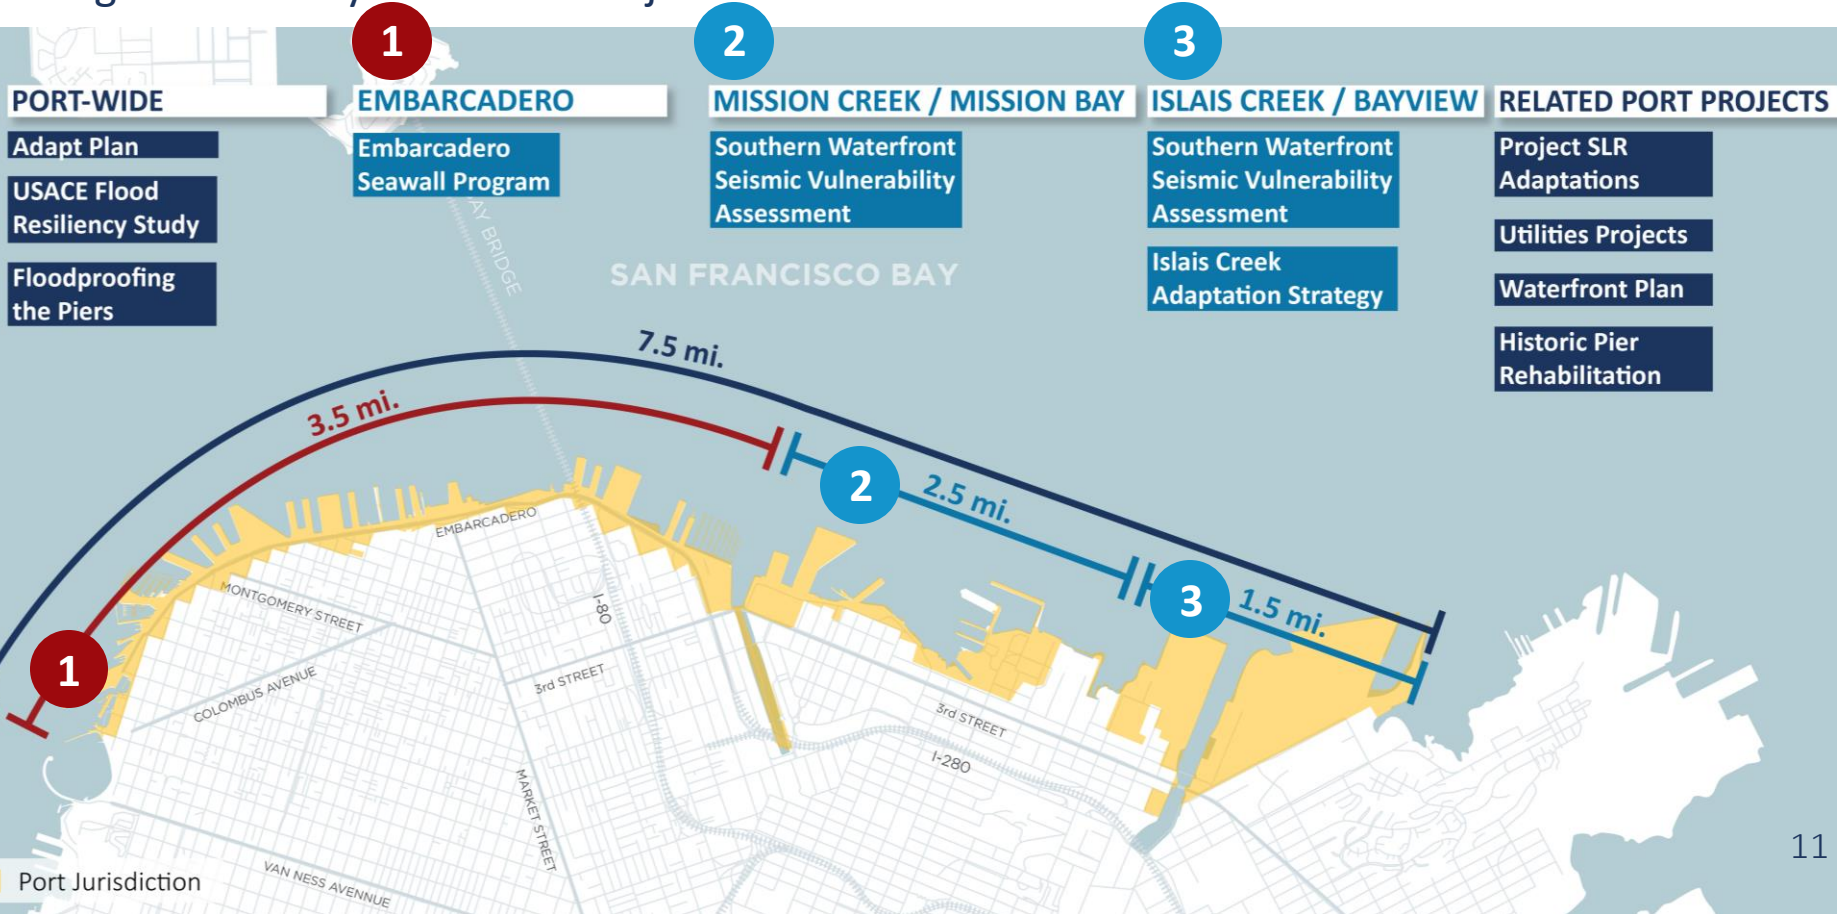 1
2
3
PORT-WIDE
Adapt Plan
USACE Flood
Resiliency Study
Floodproofing
the Piers
EMBARCADERO
Embarcadero
Seawall Program
MISSION CREEK / MISSION BAY
Southern Waterfront
Seismic Vulnerability
Assessment
ISLAIS CREEK / BAYVIEW
Southern Waterfront
Seismic Vulnerability
Assessment
Islais Creek
Adaptation Strategy
RELATED PORT PROJECTS
Project SLR
Adaptations
Utilities Projects
Waterfront Plan
Historic Pier
Rehabilitation
BRIDGE
SAN FRANCISCO BAY
7.5 mi.
3.5 mi.
2
2.5 mi.
3
1.5 mi.
1
EMBARCADERO
MONTGOMERY STREET
COLOMBUS AVENUE
I-80
3rd STREET
3rd STREET
I-280
MARKET STREET
VAN NESS AVENNUE
Port Jurisdiction
11